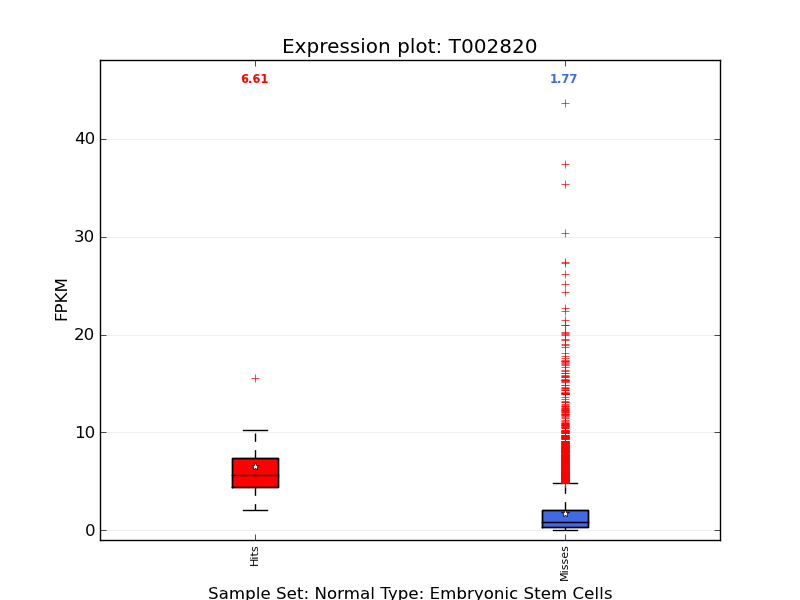 Expression plot: T002820
6.61
1.77
40
30
20
10
0
FPKM
Hits
Misses
Sample Set: Normal Type: Embryonic Stem Cells